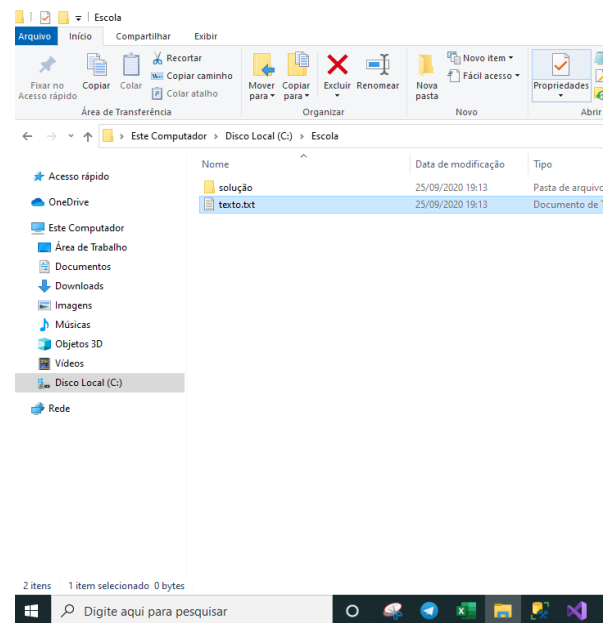 Escola
Arquivo Início Compartilhar Exibir
Fixar no Acesso rápido
Copiar
Colar
Recortar
Copiar caminho
Colar atalho
Mover para
Copiar para
Excluir
Renomear
Nova pasta
Novo item
Fácil acesso
Propriedades
Área de Transferência Organizar Novo Abrir
Este Computador > Disco Local (C:) > Escola
Nome Data de modificação Tipo
solução 25/09/2020 19:13 Pasta de arquivo
texto.txt 25/09/2020 19:13 Documento de
Acesso rápido
OneDrive
Este Computador
Área de Trabalho
Documentos
Downloads
Imagens
Músicas
Objetos 3D
Vídeos
Disco Local (C:)
Rede
2 itens 1 item selecionado 0 bytes
Digite aqui para pesquisar